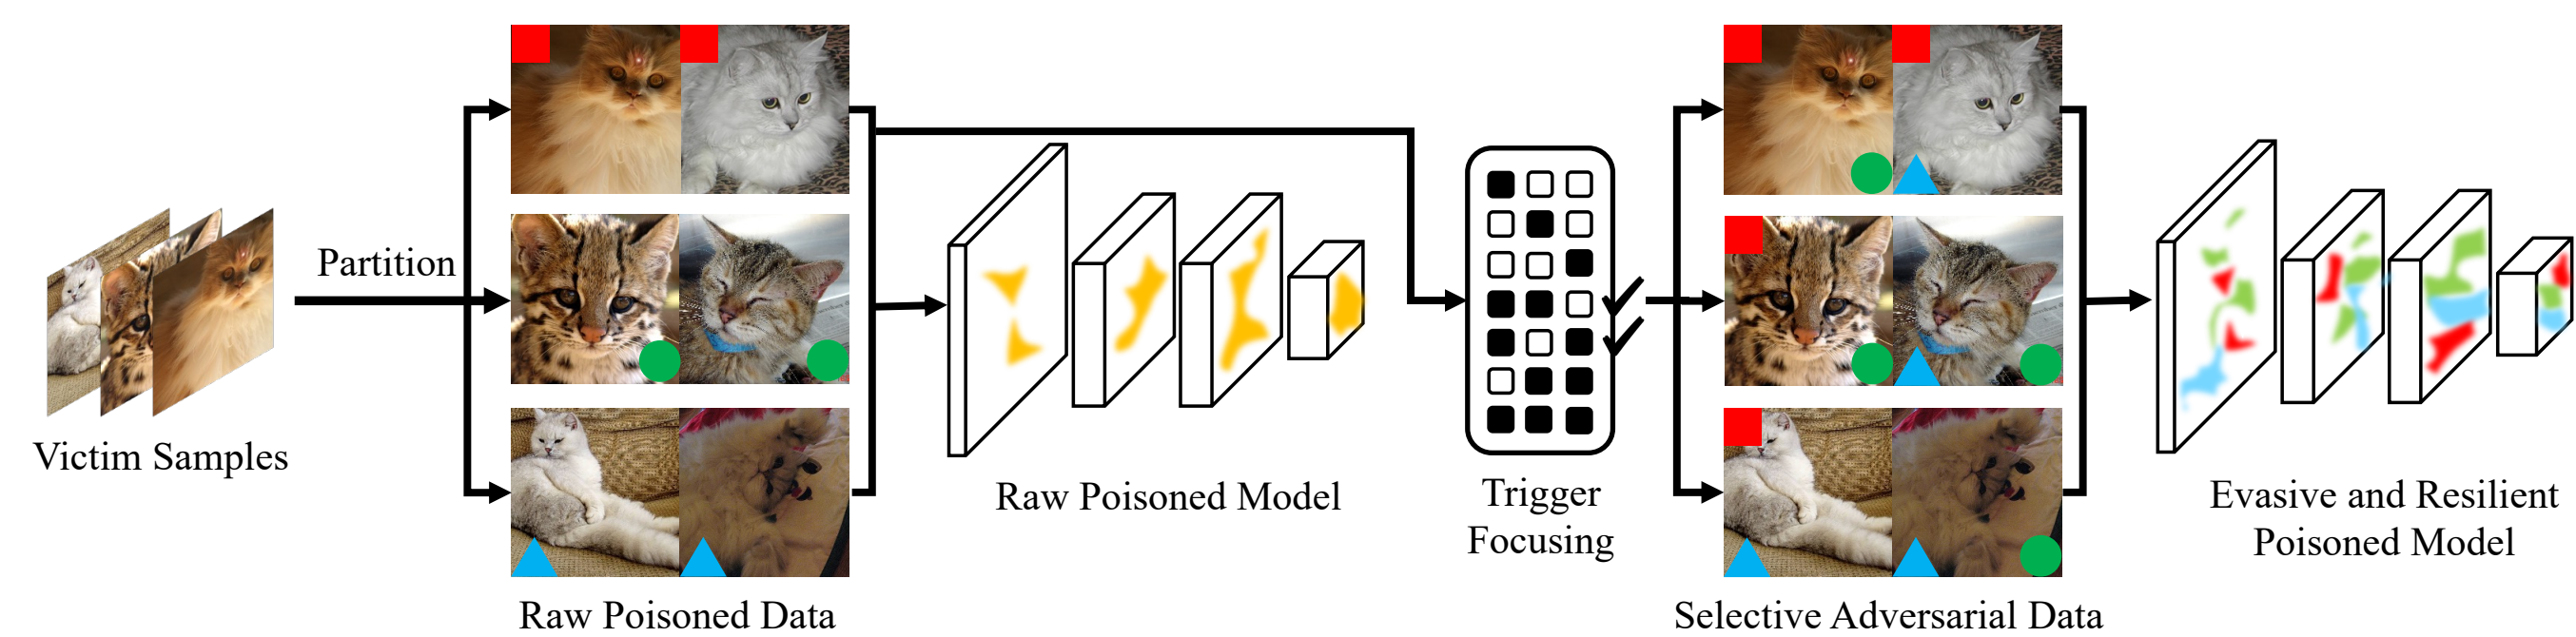 Partition
Victim Samples
Raw Poisoned Data
Raw Poisoned Model
Trigger
Focusing
Selective Adversarial Data
Evasive and Resilient
Poisoned Model